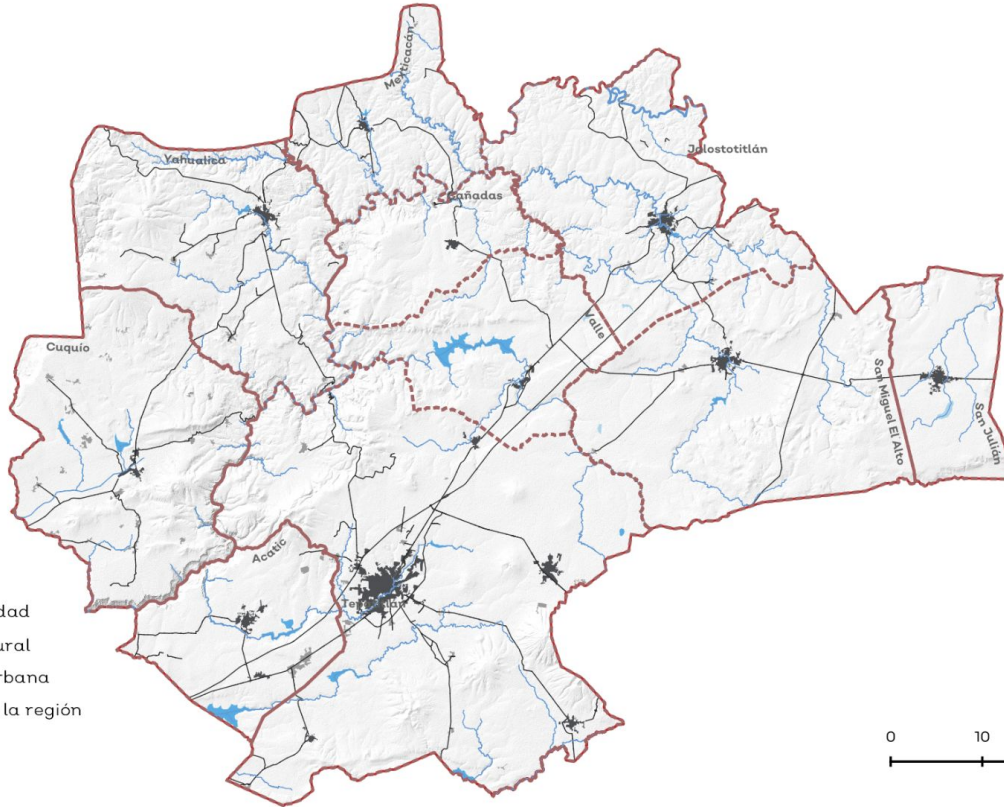 Mexticacán
Jalostotitlán
Yahualica
Cañadas
Valle
Cuquío
San Miguel El Alto
San Julián
Acatic
dad
ural
rbana
la región
0 10